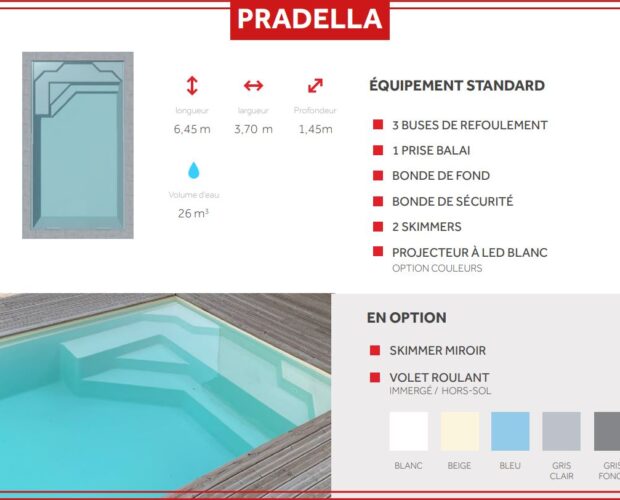 PRADELLA
longueur
largueur
Profondeur
6,45 m
3,70 m
1,45m
Volume d'eau
26 m³
ÉQUIPEMENT STANDARD
3 BUSES DE REFOULEMENT
1 PRISE BALAI
BONDE DE FOND
BONDE DE SÉCURITÉ
2 SKIMMERS
PROJECTEUR À LED BLANC
OPTION COULEURS
EN OPTION
SKIMMER MIROIR
VOLET ROULANT
IMMERGÉ / HORS-SOL
BLANC
BEIGE
BLEU
GRIS
CLAIR
GRIS
FONC